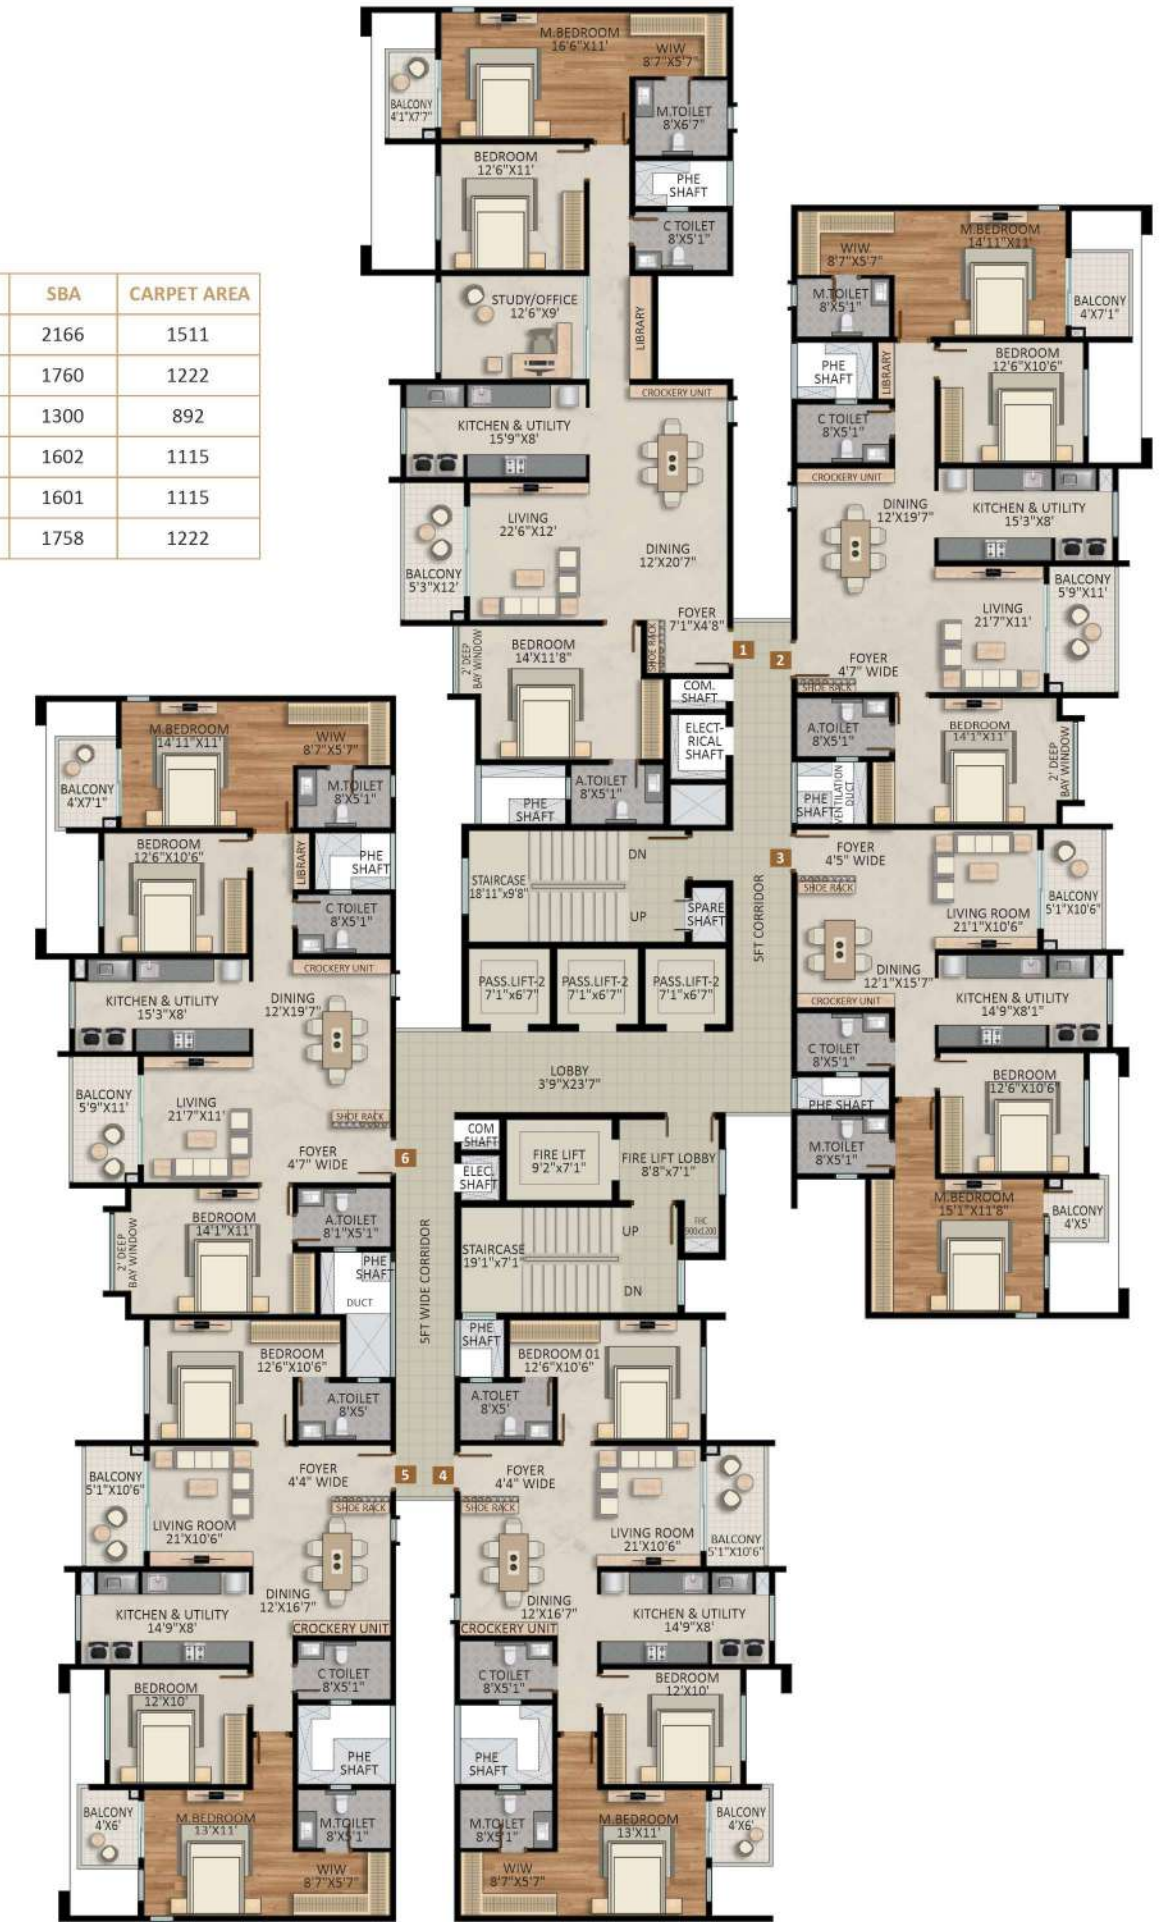 SBA CARPET AREA
2166 1511
1760 1222
1300 892
1602 1115
1601 1115
1758 1222
M.BEDROOM
16'6"X11'
WIW
8'7"X5'7"
BALCONY
4'1"X7'7"
M.TOILET
8'X6'7"
BEDROOM
12'6"X11'
PHE
SHAFT
C TOILET
8'X5'1"
STUDY/OFFICE
12'6"X9'
LIBRARY
CROCKERY UNIT
KITCHEN & UTILITY
15'9"X8'
LIVING
22'6"X12'
DINING
12'X20'7"
BALCONY
5'3"X12'
FOYER
7'1"X4'8"
SHOE RACK
1
2' DEEP
BAY WINDOW
BEDROOM
14'X11'8"
COM.
SHAFT
ELECT-
RICAL
SHAFT
A.TOILET
8'X5'1"
PHE
SHAFT
M.BEDROOM
14'11"X11'
WIW
8'7"X5'7"
M.TOILET
8'X5'1"
BALCONY
4'X7'1"
PHE
SHAFT
LIBRARY
BEDROOM
12'6"X10'6"
C TOILET
8'X5'1"
CROCKERY UNIT
DINING
12'X19'7"
KITCHEN & UTILITY
15'3"X8'
BALCONY
5'9"X11'
LIVING
21'7"X11'
2
FOYER
4'7" WIDE
SHOE RACK
A.TOILET
8'X5'1"
BEDROOM
14'1"X11'
2' DEEP
BAY WINDOW
PHE
SHAFT
VENTILATION
DUCT
3
FOYER
4'5" WIDE
SHOE RACK
LIVING ROOM
21'1"X10'6"
BALCONY
5'1"X10'6"
DINING
12'1"X15'7"
CROCKERY UNIT
KITCHEN & UTILITY
14'9"X8'1"
C TOILET
8'X5'1"
BEDROOM
12'6"X10'6"
PHE SHAFT
M.TOILET
8'X5'1"
M.BEDROOM
15'1"X11'8"
BALCONY
4'X5'
DN
STAIRCASE
18'11"x9'8"
UP
SPARE
SHAFT
5FT CORRIDOR
PASS.LIFT-2
7'1"x6'7"
PASS.LIFT-2
7'1"x6'7"
PASS.LIFT-2
7'1"x6'7"
LOBBY
3'9"X23'7"
COM
SHAFT
FIRE LIFT
9'2"x7'1"
FIRE LIFT LOBBY
8'8"x7'1"
ELEC.
SHAFT
FHC
900x1200
UP
STAIRCASE
19'1"x7'1"
DN
5FT WIDE CORRIDOR
M.BEDROOM
14'11"X11'
WIW
8'7"X5'7"
BALCONY
4'X7'1"
M.TOILET
8'X5'1"
BEDROOM
12'6"X10'6"
LIBRARY
PHE
SHAFT
C TOILET
8'X5'1"
CROCKERY UNIT
KITCHEN & UTILITY
15'3"X8'
DINING
12'X19'7"
BALCONY
5'9"X11'
LIVING
21'7"X11'
SHOE RACK
FOYER
4'7" WIDE
6
BEDROOM
14'1"X11'
A.TOILET
8'1"X5'1"
2' DEEP
BAY WINDOW
PHE
SHAFT
DUCT
BEDROOM
12'6"X10'6"
A.TOILET
8'X5'
FOYER
4'4" WIDE
5
SHOE RACK
BALCONY
5'1"X10'6"
LIVING ROOM
21'X10'6"
DINING
12'X16'7"
KITCHEN & UTILITY
14'9"X8'
CROCKERY UNIT
C TOILET
8'X5'1"
BEDROOM
12'X10'
PHE
SHAFT
BALCONY
4'X6'
M.BEDROOM
13'X11'
M.TOILET
8'X5'1"
WIW
8'7"X5'7"
PHE
SHAFT
BEDROOM 01
12'6"X10'6"
A.TOLET
8'X5'
4
FOYER
4'4" WIDE
SHOE RACK
LIVING ROOM
21'X10'6"
BALCONY
5'1"X10'6"
DINING
12'X16'7"
CROCKERY UNIT
KITCHEN & UTILITY
14'9"X8'
C TOILET
8'X5'1"
BEDROOM
12'X10'
PHE
SHAFT
M.TOILET
8'X5'1"
M.BEDROOM
13'X11'
BALCONY
4'X6'
WIW
8'7"X5'7"